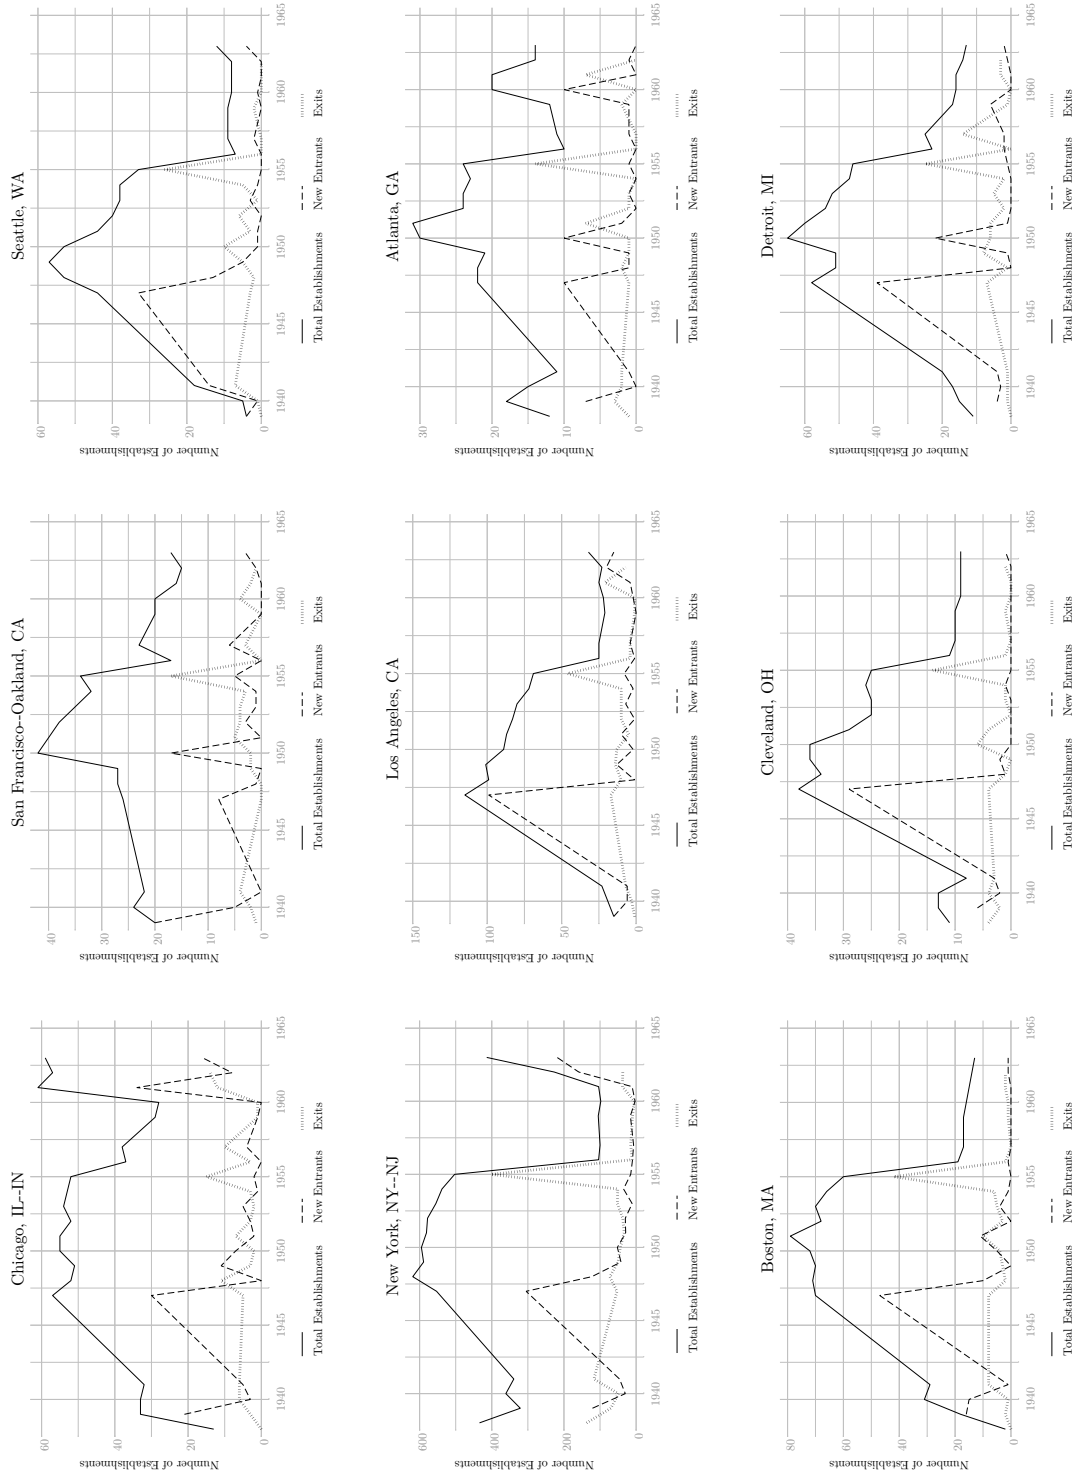 Chicago, IL--IN
Number of Establishments
60
40
20
0
1940 1945 1950 1955 1960 1965
Total Establishments New Entrants Exits
San Francisco--Oakland, CA
Number of Establishments
40
30
20
10
0
1940 1945 1950 1955 1960 1965
Total Establishments New Entrants Exits
Seattle, WA
Number of Establishments
60
40
20
0
1940 1945 1950 1955 1960 1965
Total Establishments New Entrants Exits
New York, NY--NJ
Number of Establishments
600
400
200
0
1940 1945 1950 1955 1960 1965
Total Establishments New Entrants Exits
Los Angeles, CA
Number of Establishments
150
100
50
0
1940 1945 1950 1955 1960 1965
Total Establishments New Entrants Exits
Atlanta, GA
Number of Establishments
30
20
10
0
1940 1945 1950 1955 1960 1965
Total Establishments New Entrants Exits
Boston, MA
Number of Establishments
80
60
40
20
0
1940 1945 1950 1955 1960 1965
Total Establishments New Entrants Exits
Cleveland, OH
Number of Establishments
40
30
20
10
0
1940 1945 1950 1955 1960 1965
Total Establishments New Entrants Exits
Detroit, MI
Number of Establishments
60
40
20
0
1940 1945 1950 1955 1960 1965
Total Establishments New Entrants Exits